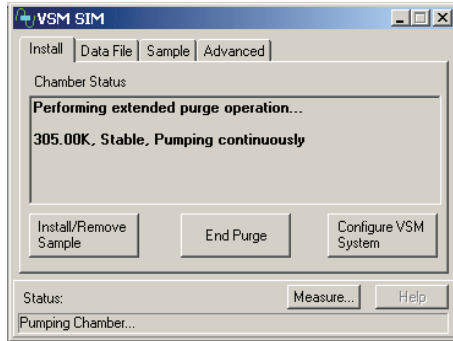 VSM SIM
Install Data File Sample Advanced
Chamber Status
Performing extended purge operation...
305.00K, Stable, Pumping continuously
Install/Remove Sample
End Purge
Configure VSM System
Status:
Measure... Help
Pumping Chamber...